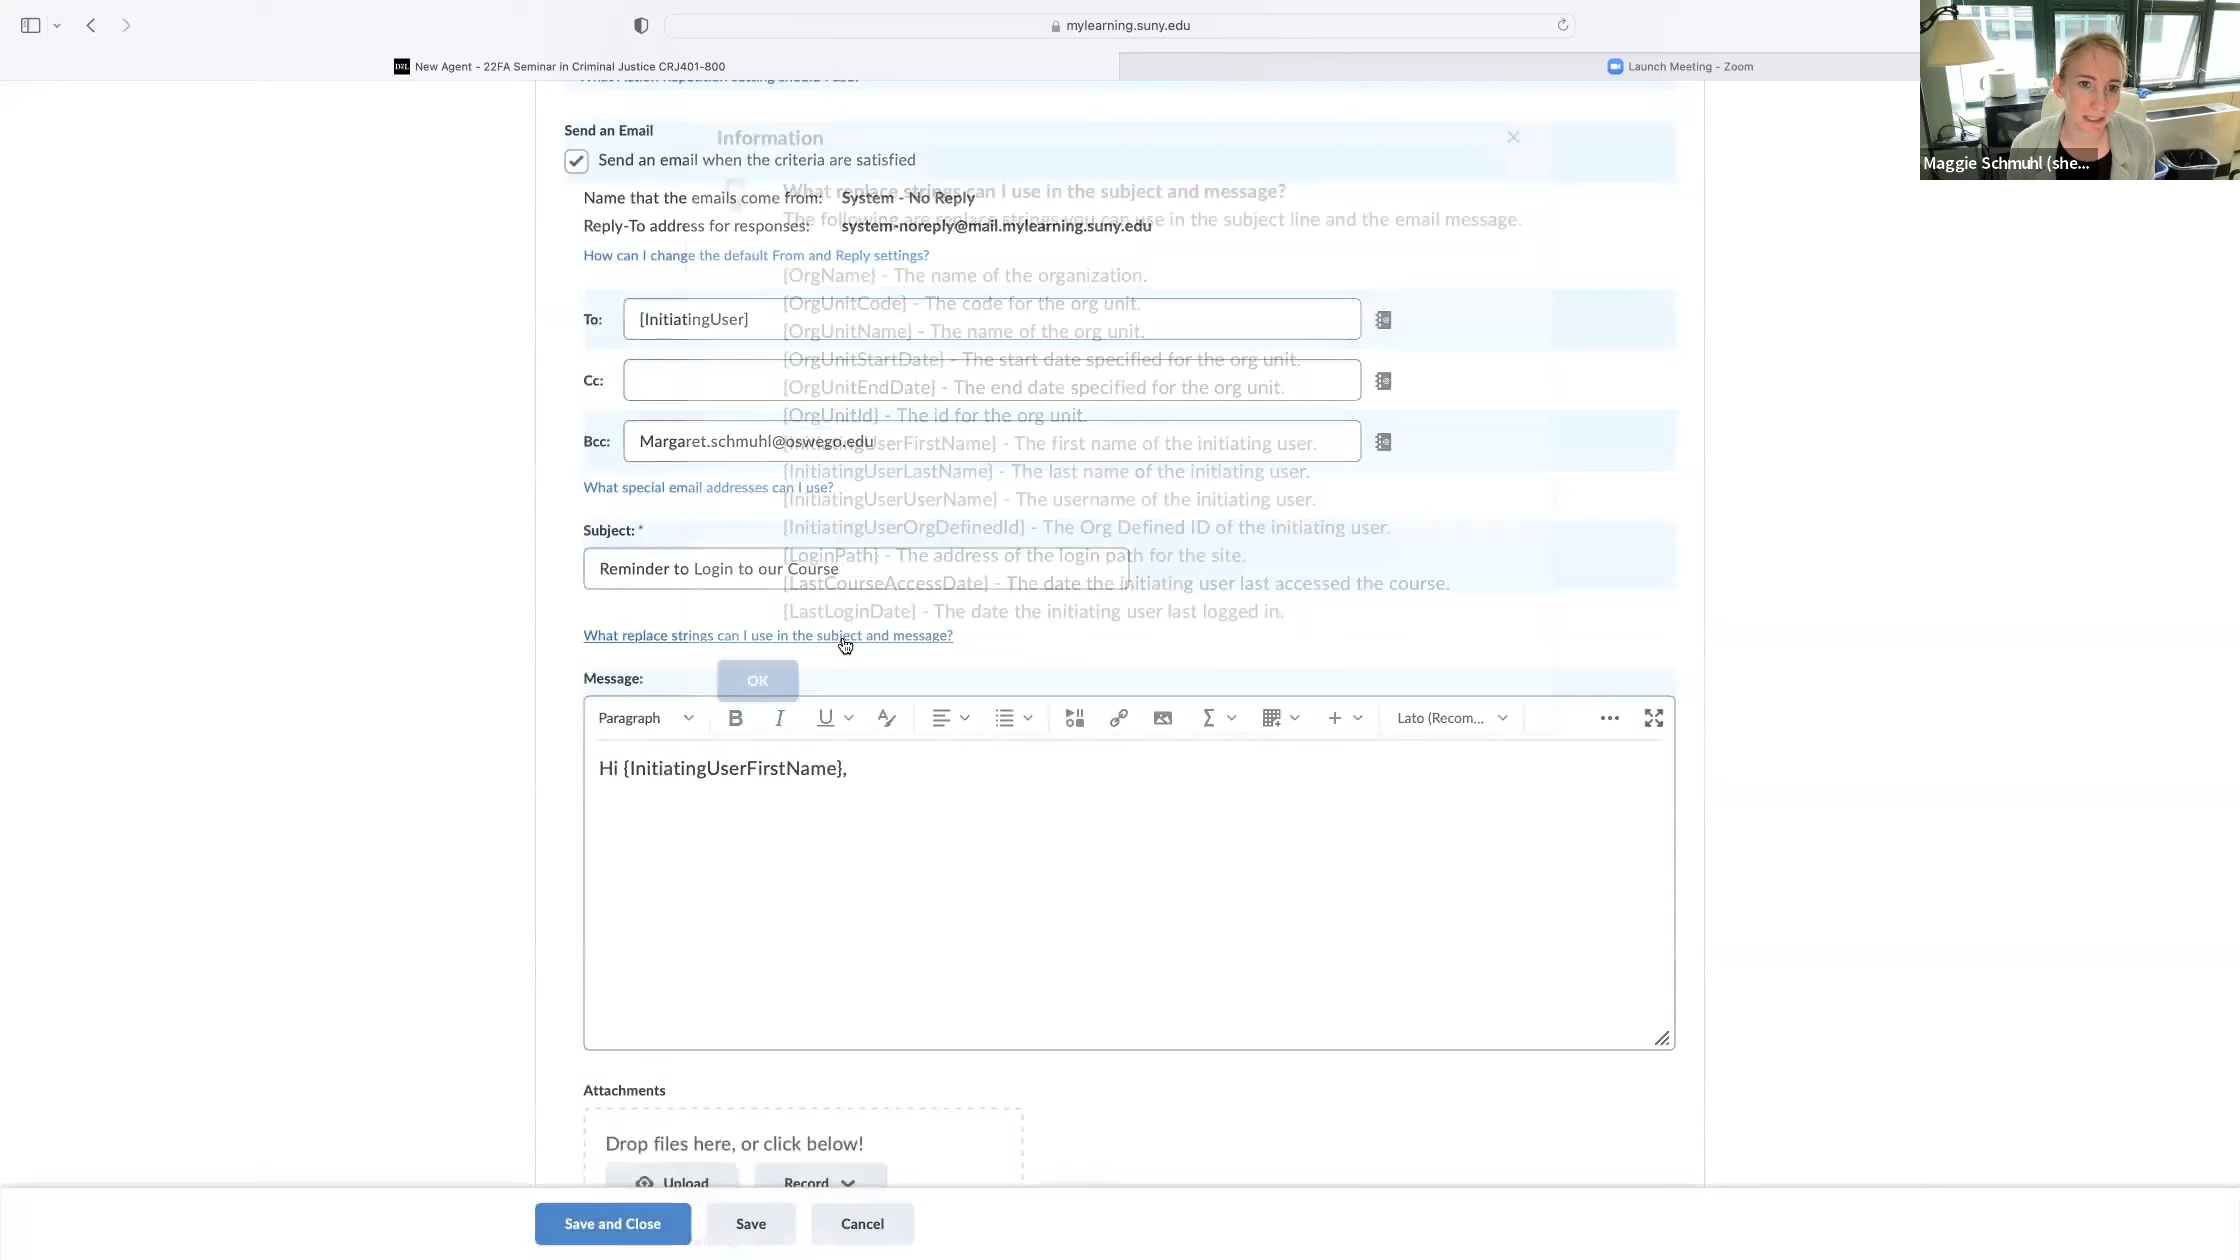 mylearning.suny.edu
New Agent - 22FA Seminar in Criminal Justice CRJ401-800
Launch Meeting - Zoom
What Action Repetition setting should I use?
Maggie Schmuhl (she...
Send an Email
Information
Send an email when the criteria are satisfied
What replace strings can I use in the subject and message?
Name that the emails come from: System - No Reply
The following are replace strings you can use in the subject line and the email message.
Reply-To address for responses: system-noreply@mail.mylearning.suny.edu
How can I change the default From and Reply settings?
{OrgName} - The name of the organization.
{OrgUnitCode} - The code for the org unit.
To: [InitiatingUser]
{OrgUnitName} - The name of the org unit.
{OrgUnitStartDate} - The start date specified for the org unit.
Cc:
{OrgUnitEndDate} - The end date specified for the org unit.
{OrgUnitId} - The id for the org unit.
Bcc: Margaret.schmuhl@oswego.edu
{InitiatingUserFirstName} - The first name of the initiating user.
{InitiatingUserLastName} - The last name of the initiating user.
What special email addresses can I use?
{InitiatingUserUserName} - The username of the initiating user.
Subject: *
{InitiatingUserOrgDefinedId} - The Org Defined ID of the initiating user.
{LoginPath} - The address of the login path for the site.
Reminder to Login to our Course
{LastCourseAccessDate} - The date the initiating user last accessed the course.
{LastLoginDate} - The date the initiating user last logged in.
What replace strings can I use in the subject and message?
Message:
OK
Paragraph B I U Lato (Recom...
Hi {InitiatingUserFirstName},
Attachments
Drop files here, or click below!
Upload Record
Save and Close Save Cancel